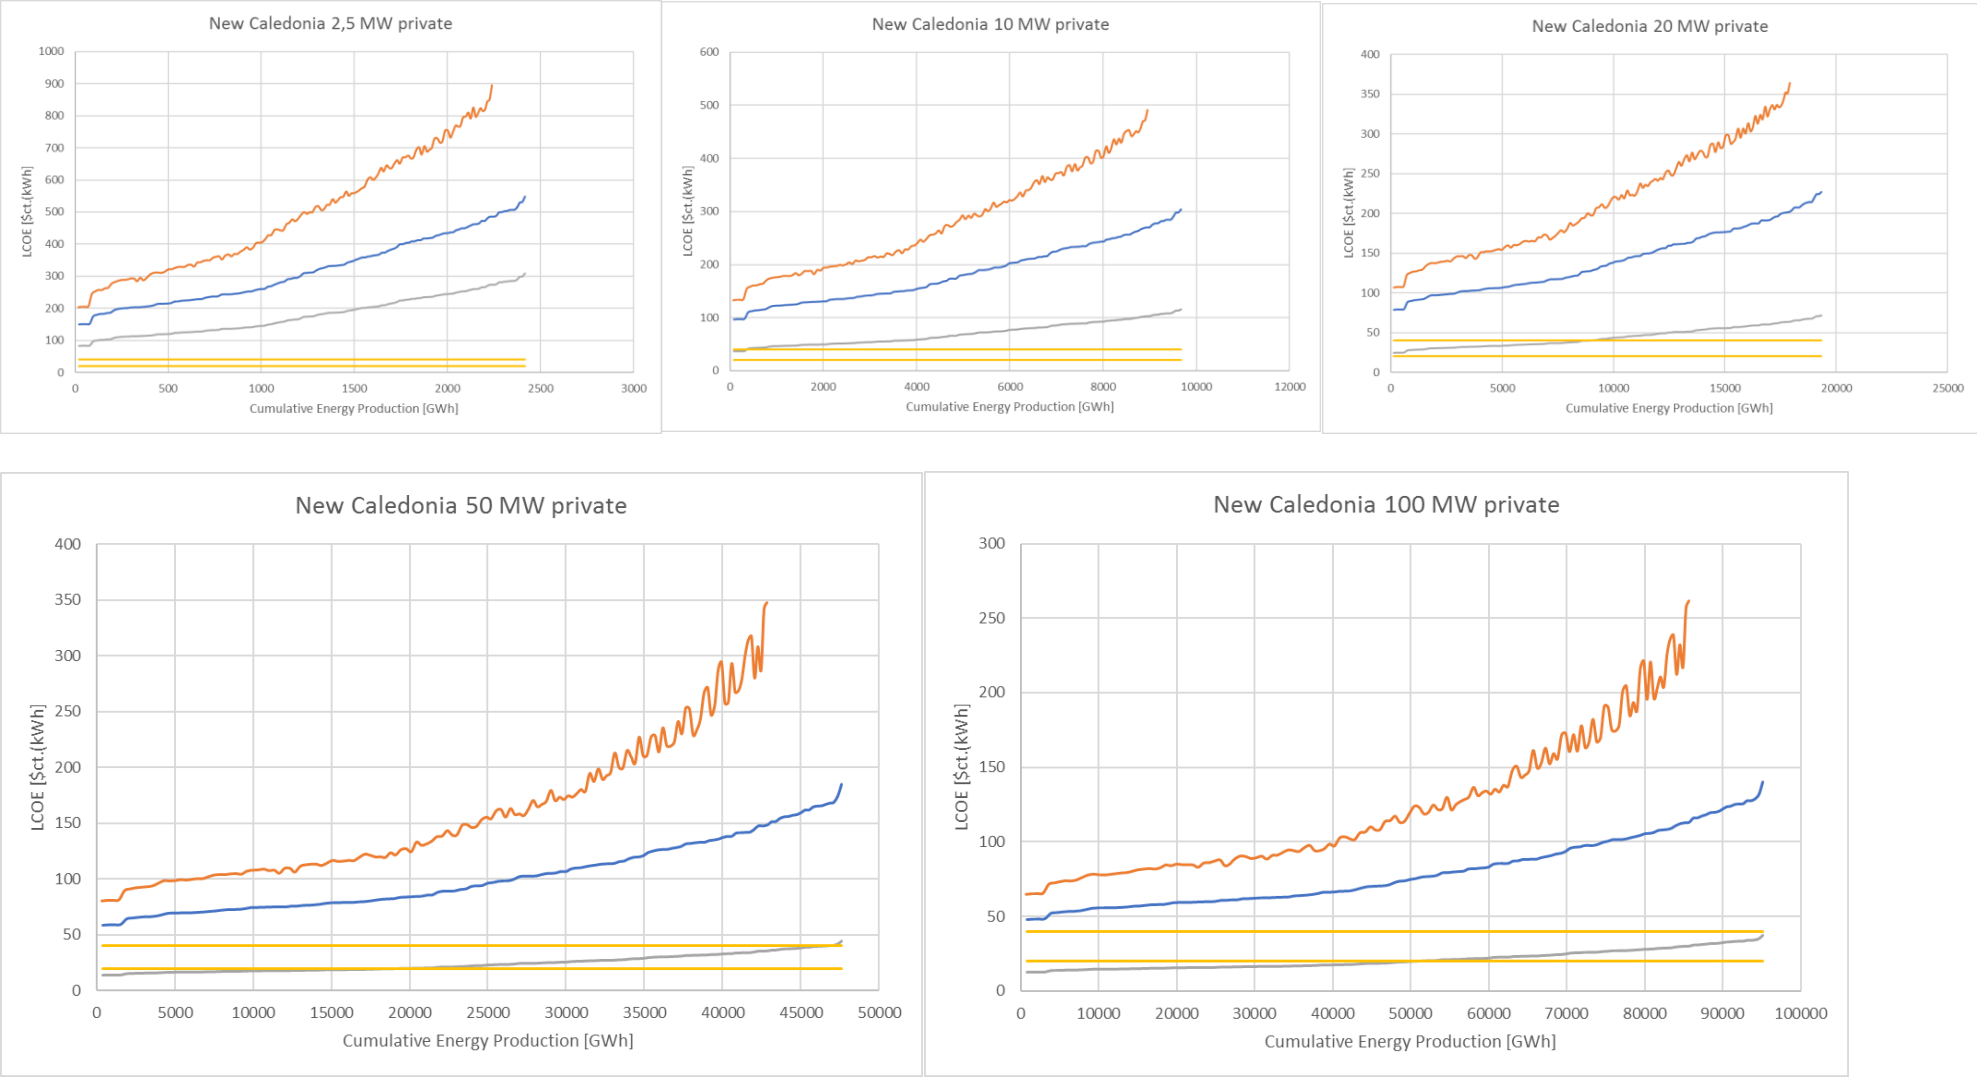 New Caledonia 2,5 MW private
1000
900
800
700
600
500
400
300
200
100
0
LCOE [$ct.(kWh]
0 500 1000 1500 2000 2500 3000
Cumulative Energy Production [GWh]
New Caledonia 10 MW private
600
500
400
300
200
100
0
LCOE [$ct.(kWh]
0 2000 4000 6000 8000 10000 12000
Cumulative Energy Production [GWh]
New Caledonia 20 MW private
400
350
300
250
200
150
100
50
0
LCOE [$ct.(kWh]
0 5000 10000 15000 20000 25000
Cumulative Energy Production [GWh]
New Caledonia 50 MW private
400
350
300
250
200
150
100
50
0
LCOE [$ct.(kWh]
0 5000 10000 15000 20000 25000 30000 35000 40000 45000 50000
Cumulative Energy Production [GWh]
New Caledonia 100 MW private
300
250
200
150
100
50
0
LCOE [$ct.(kWh]
0 10000 20000 30000 40000 50000 60000 70000 80000 90000 100000
Cumulative Energy Production [GWh]